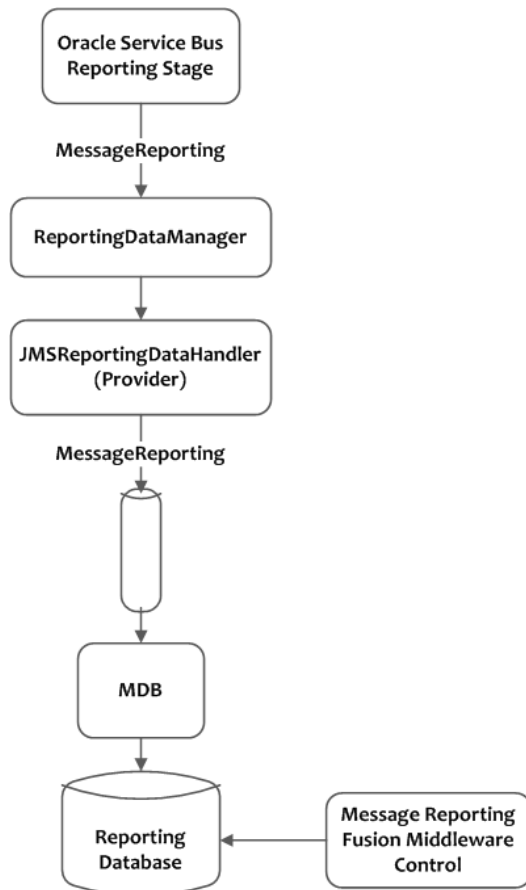 Oracle Service Bus
Reporting Stage
MessageReporting
ReportingDataManager
JMSReportingDataHandler
(Provider)
MessageReporting
MDB
Reporting
Database
Message Reporting
Fusion Middleware
Control